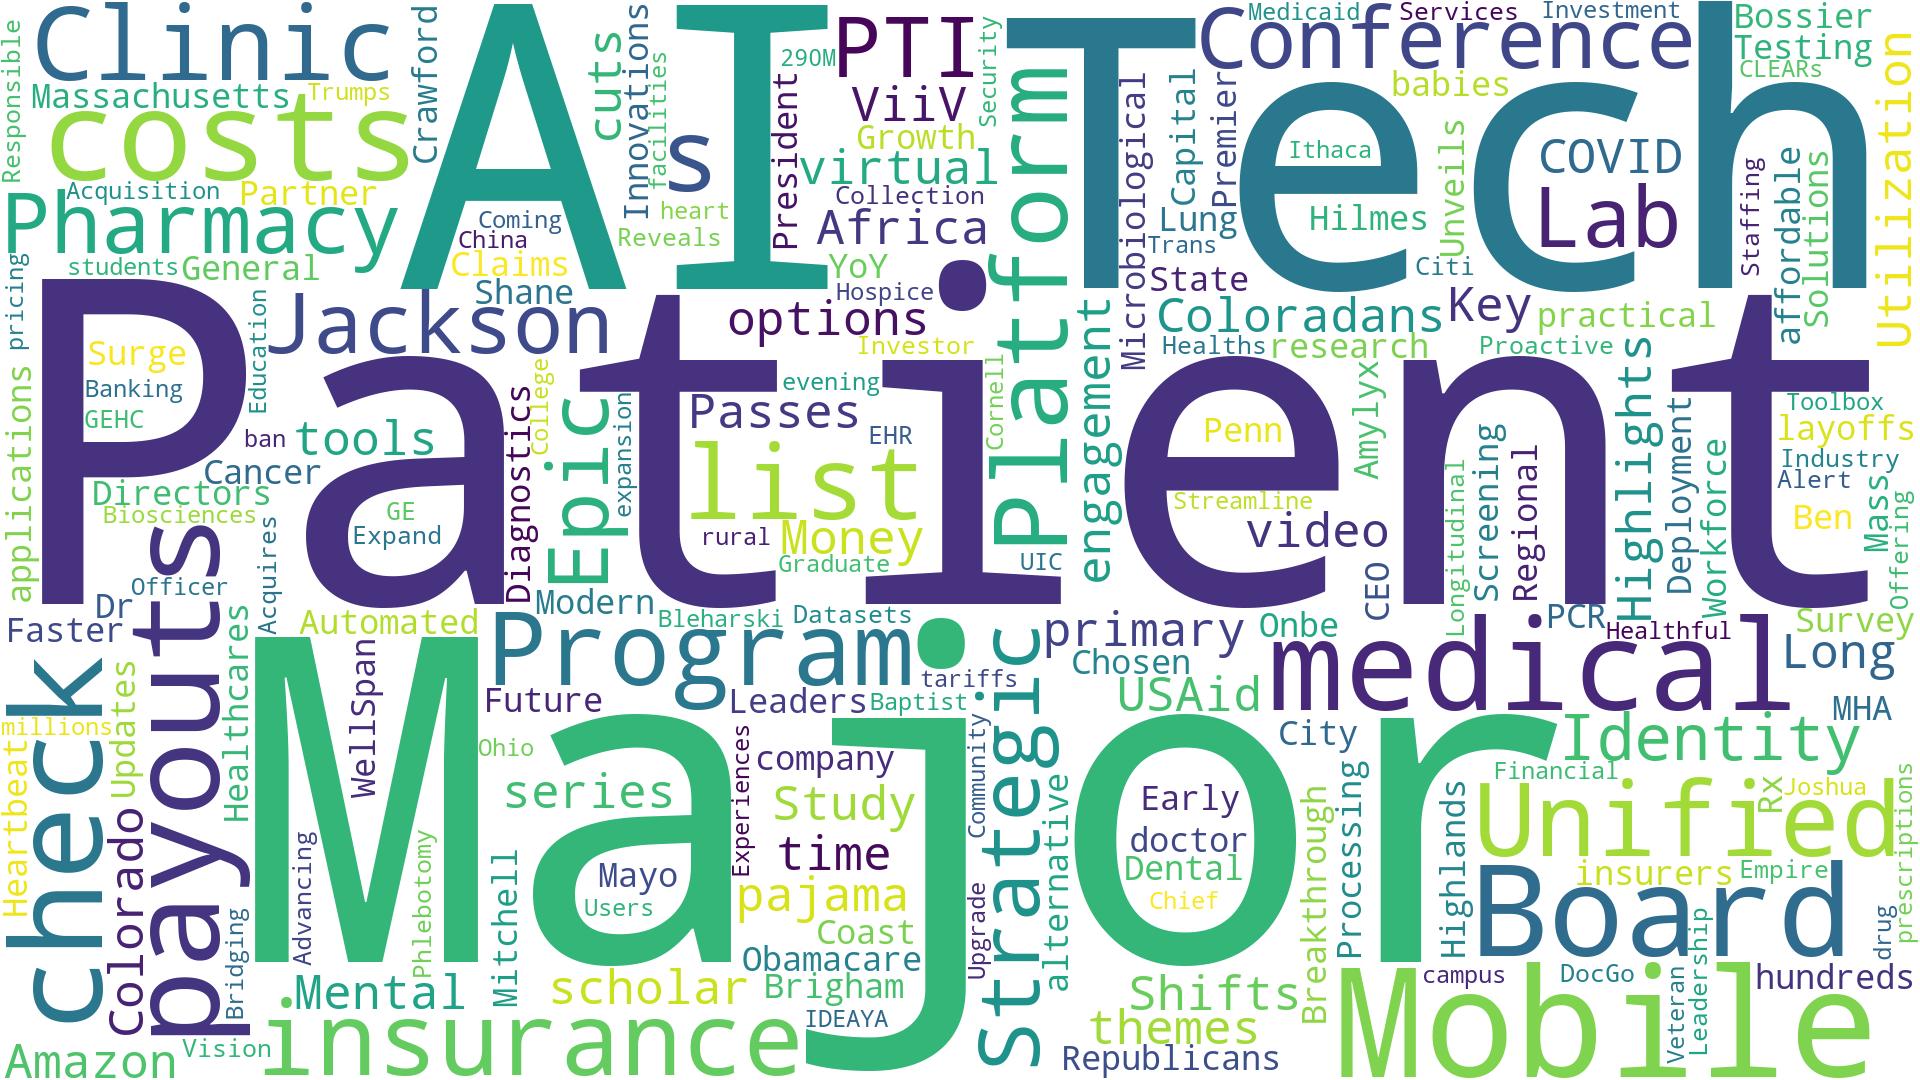 Clinic
AI
Tech
Patient
Major
costs
Pharmacy
Massachusetts
Trumps
Responsible
Crawford
cuts
Innovations
facilities
s
290M
PTI
Security
Conference
Medicaid
Services
Investment
Bossier
Testing
CLEARs
Utilization
ViiV
Growth
virtual
Collection
Africa
President
Platform
Microbiological
Capital
Premier
babies
Ithaca
Unveils
COVID
Lab
Staffing
affordable
Solutions
Acquisition
Partner
Coming
China
Claims
heart
Reveals
students
General
Shane
YoY
Hospice
Lung
Trans
State
Hilmes
Citi
pricing
Jackson
options
Investor
Coloradans
Healths
research
Key
practical
Proactive
Surge
Banking
GEHC
Education
ban
tools
College
Diagnostics
Epic
expansion
evening
Passes
EHR
list
Cornell
engagement
Penn
Streamline
video
Amylyx
Longitudinal
Screening
Regional
Highlights
Deployment
Workforce
Toolbox
layoffs
Industry
Alert
Ben
Mass
Offering
applications
Cancer
Directors
Biosciences
GE
Expand
rural
Money
Graduate
UIC
CEO
Officer
Dr
Faster
payouts
Acquires
Automated
Modern
Bleharski
Datasets
primary
Onbe
Chosen
PCR
Healthful
Survey
Long
check
Updates
Healthcares
WellSpan
Program
Future
Leaders
Baptist
tariffs
USAid
medical
MHA
millions
Heartbeat
Colorado
Ohio
series
Experiences
company
Community
Strategic
City
Identity
Financial
Rx
Joshua
prescriptions
Unified
Study
Early
doctor
Dental
Chief
Breakthrough
Processing
Highlands
insurers
Empire
Board
drug
Bridging
Advancing
Phlebotomy
Mitchell
Mayo
Users
time
pajama
Coast
Obamacare
Upgrade
alternative
Mental
scholar
Brigham
IDEAYA
Shifts
themes
Republicans
Mobile
campus
DocGo
Veteran
Leadership
hundreds
Amazon
Vision
insurance